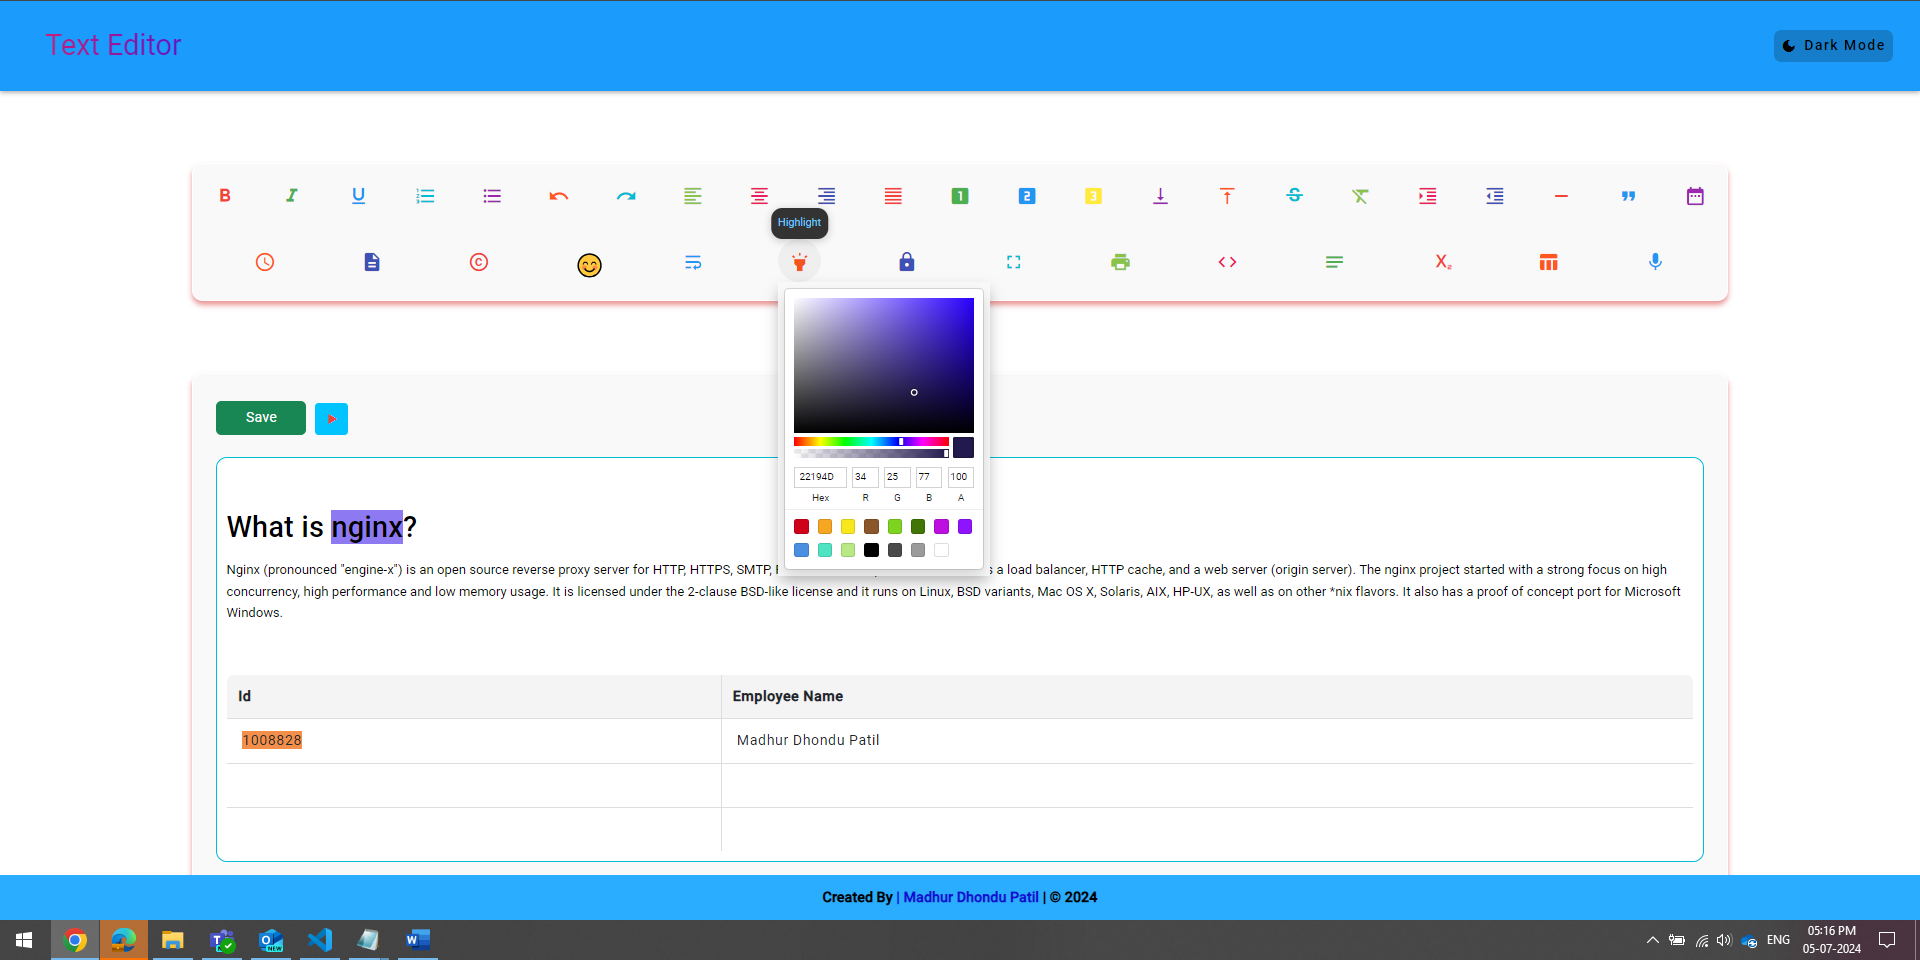 Text Editor
Dark Mode
Highlight
22194D 34 25 77 100
Hex R G B A
Save
What is nginx?
Nginx (pronounced "engine-x") is an open source reverse proxy server for HTTP, HTTPS, SMTP, a load balancer, HTTP cache, and a web server (origin server). The nginx project started with a strong focus on high
concurrency, high performance and low memory usage. It is licensed under the 2-clause BSD-like license and it runs on Linux, BSD variants, Mac OS X, Solaris, AIX, HP-UX, as well as on other *nix flavors. It also has a proof of concept port for Microsoft
Windows.
Id Employee Name
1008828 Madhur Dhondu Patil
Created By | Madhur Dhondu Patil | © 2024
ENG
05:16 PM
05-07-2024